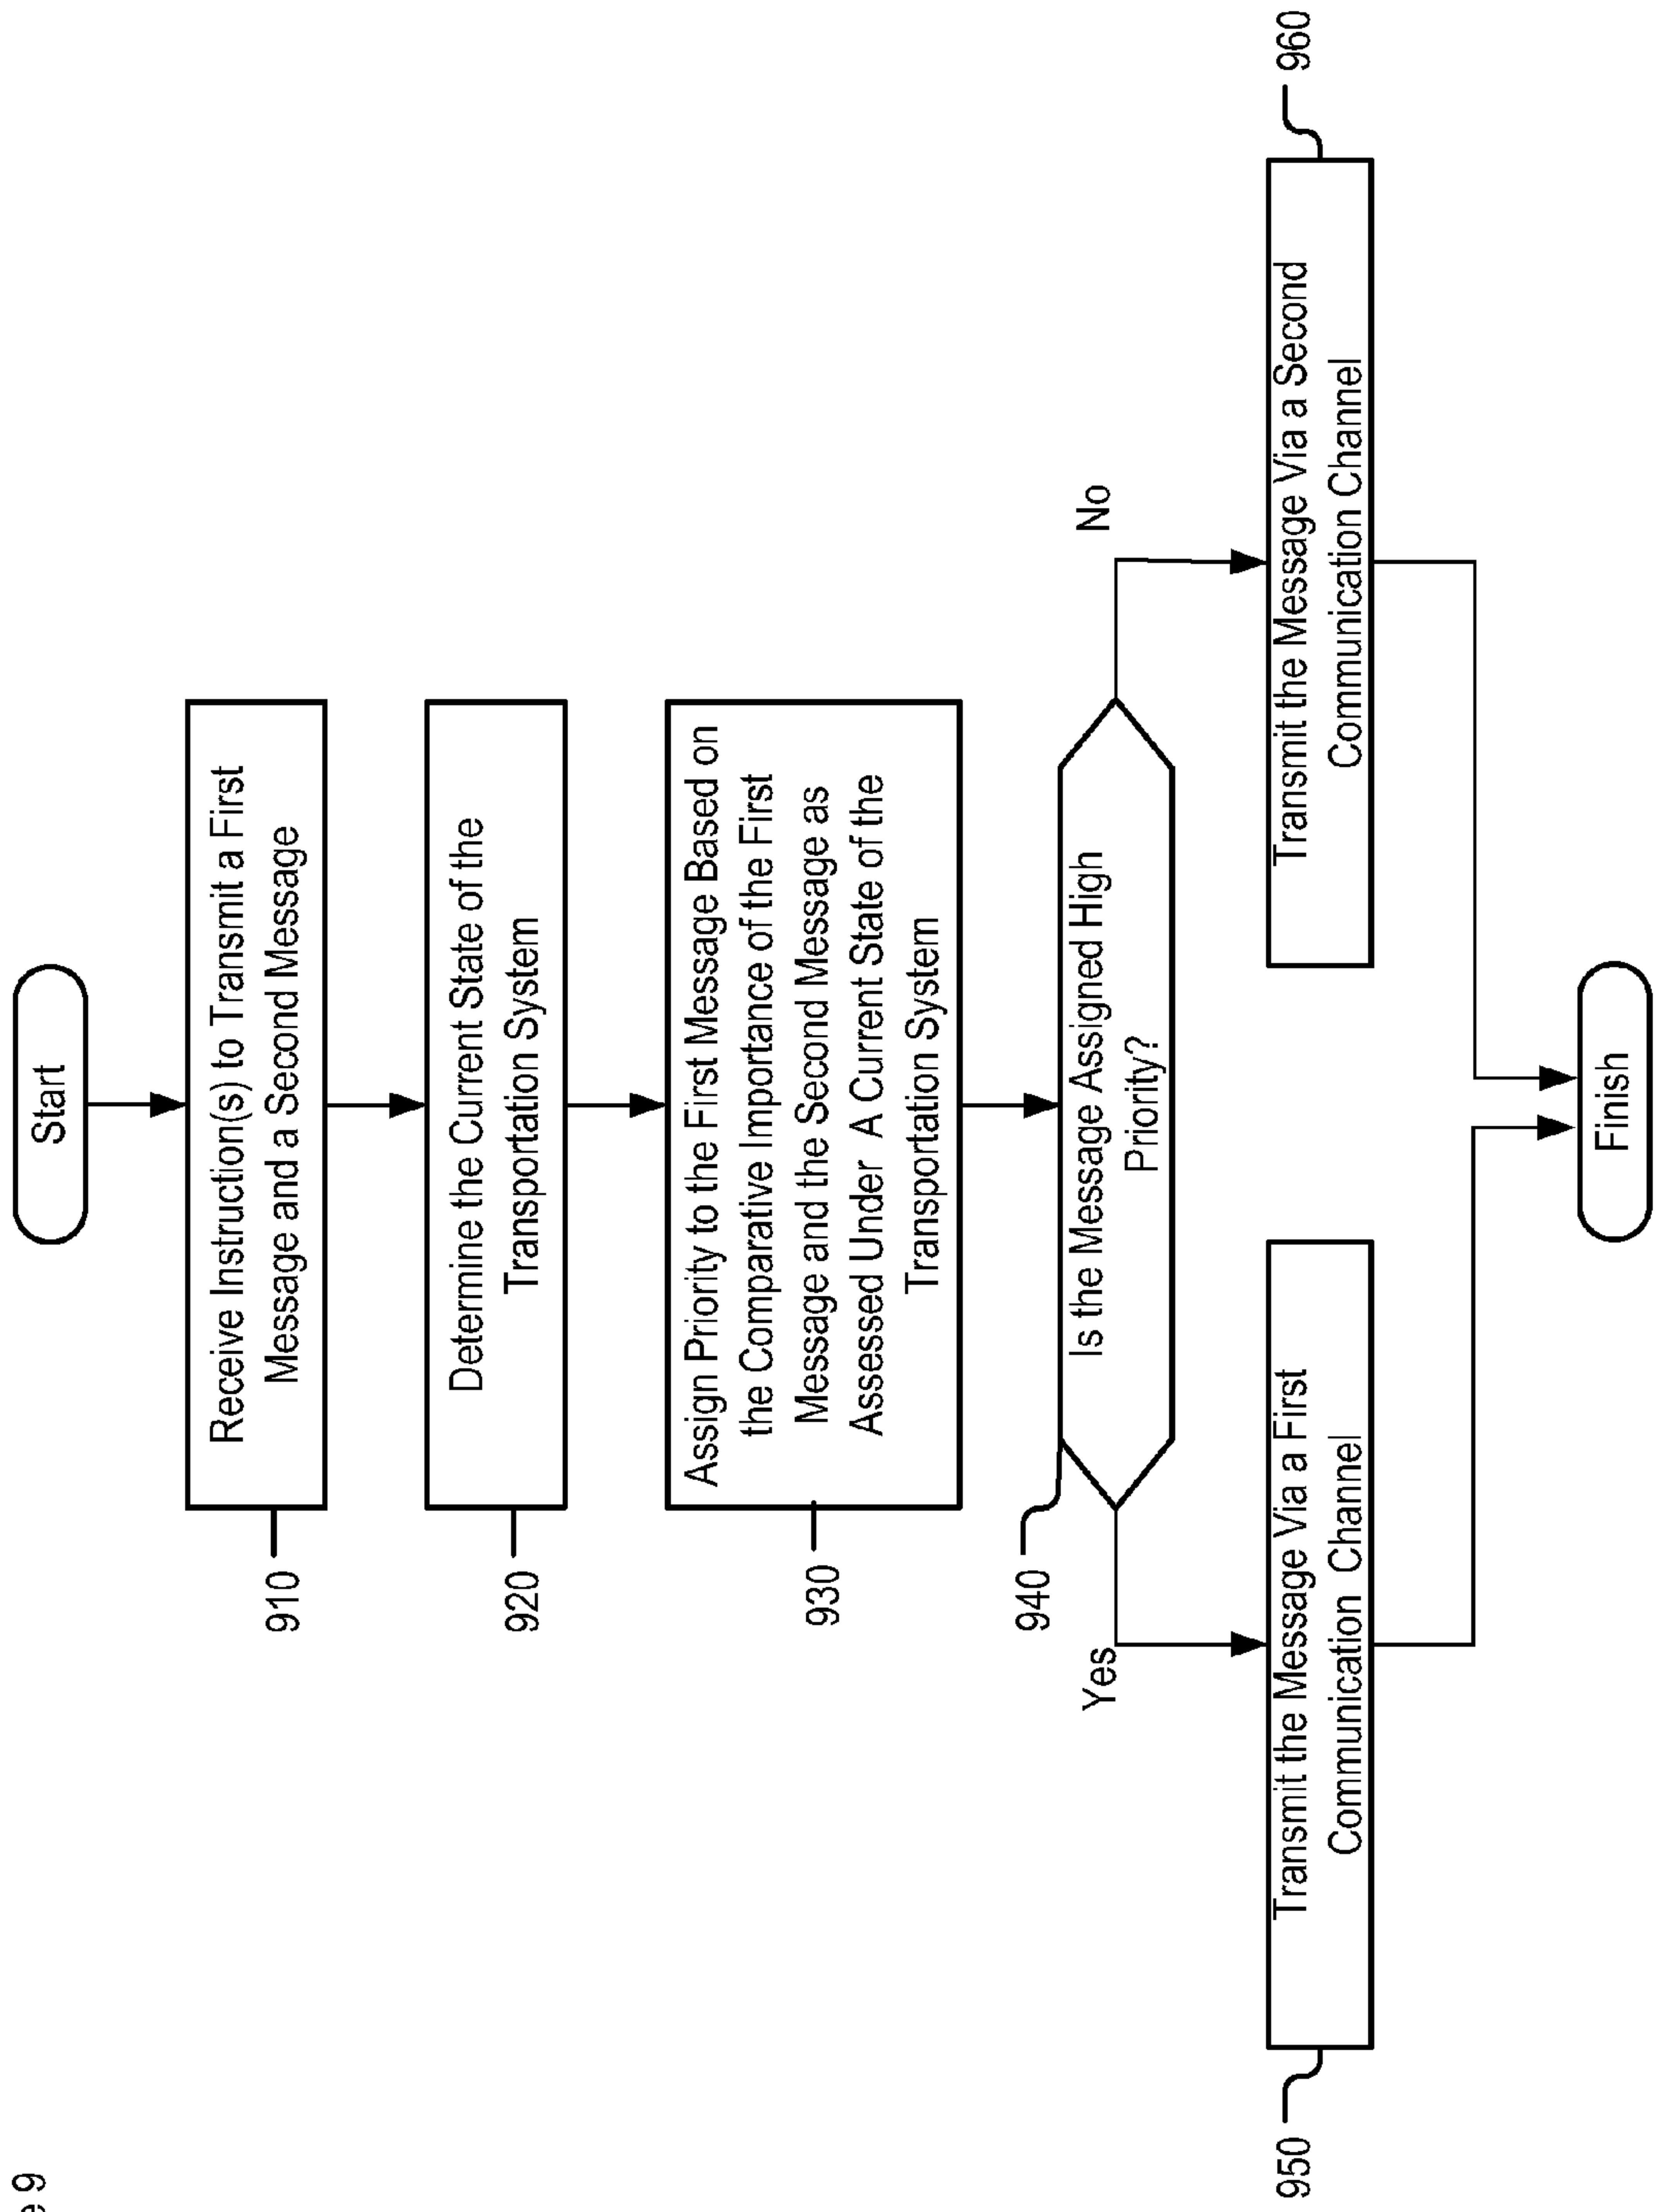 e 9
Start
910
Receive Instruction(s) to Transmit a First
Message and a Second Message
920
Determine the Current State of the
Transportation System
930
Assign Priority to the First Message Based on
the Comparative Importance of the First
Message and the Second Message as
Assessed Under A Current State of the
Transportation System
940
Is the Message Assigned High
Priority?
Yes
No
950
Transmit the Message Via a First
Communication Channel
Transmit the Message Via a Second
Communication Channel
960
Finish